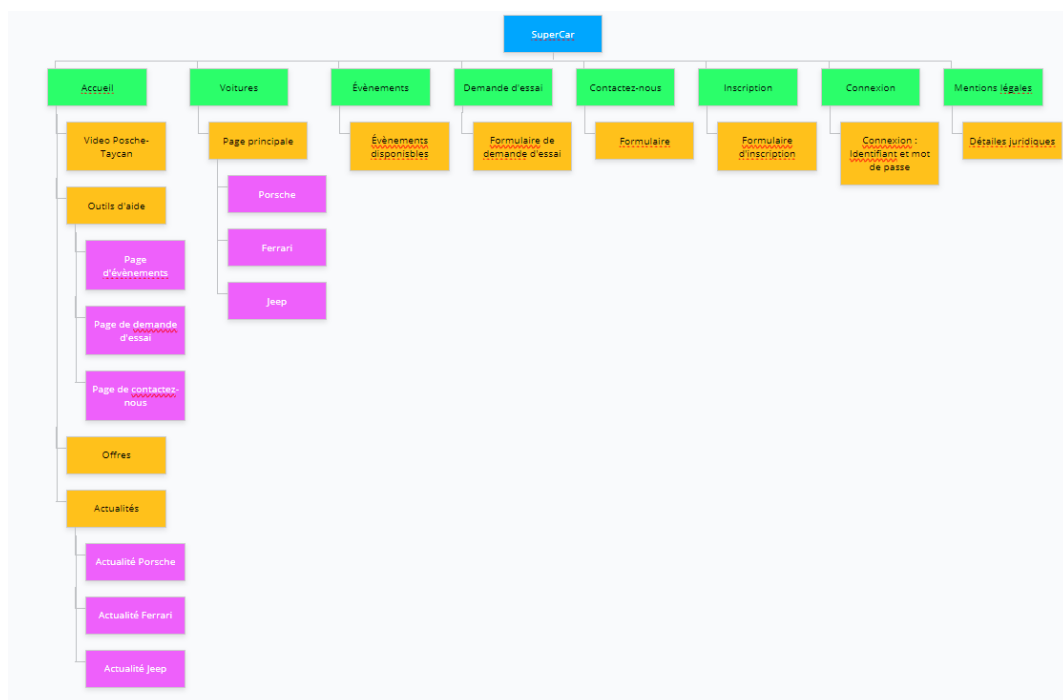 SuperCar
Accueil
Voitures
Évènements
Demande d'essai
Contactez-nous
Inscription
Connexion
Mentions légales
Video Posche-
Taycan
Page principale
Évènements
disponisbles
Formulaire de
demande d'essai
Formulaire
Formulaire
d'inscription
Connexion :
Identifiant et mot
de passe
Détailes juridiques
Outils d'aide
Porsche
Ferrari
Jeep
Page
d'évènements
Page de demande
d'essai
Page de contactez-
nous
Offres
Actualités
Actualité Porsche
Actualité Ferrari
Actualité Jeep